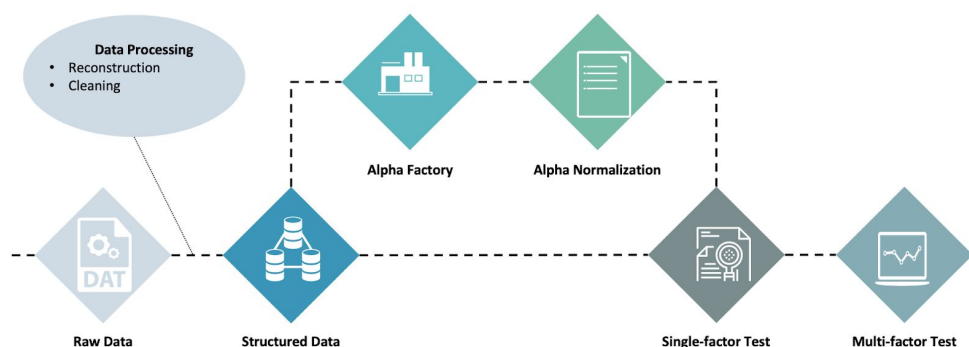 Data Processing
• Reconstruction
• Cleaning
Alpha Factory
Alpha Normalization
DAT
Raw Data
Structured Data
Single-factor Test
Multi-factor Test